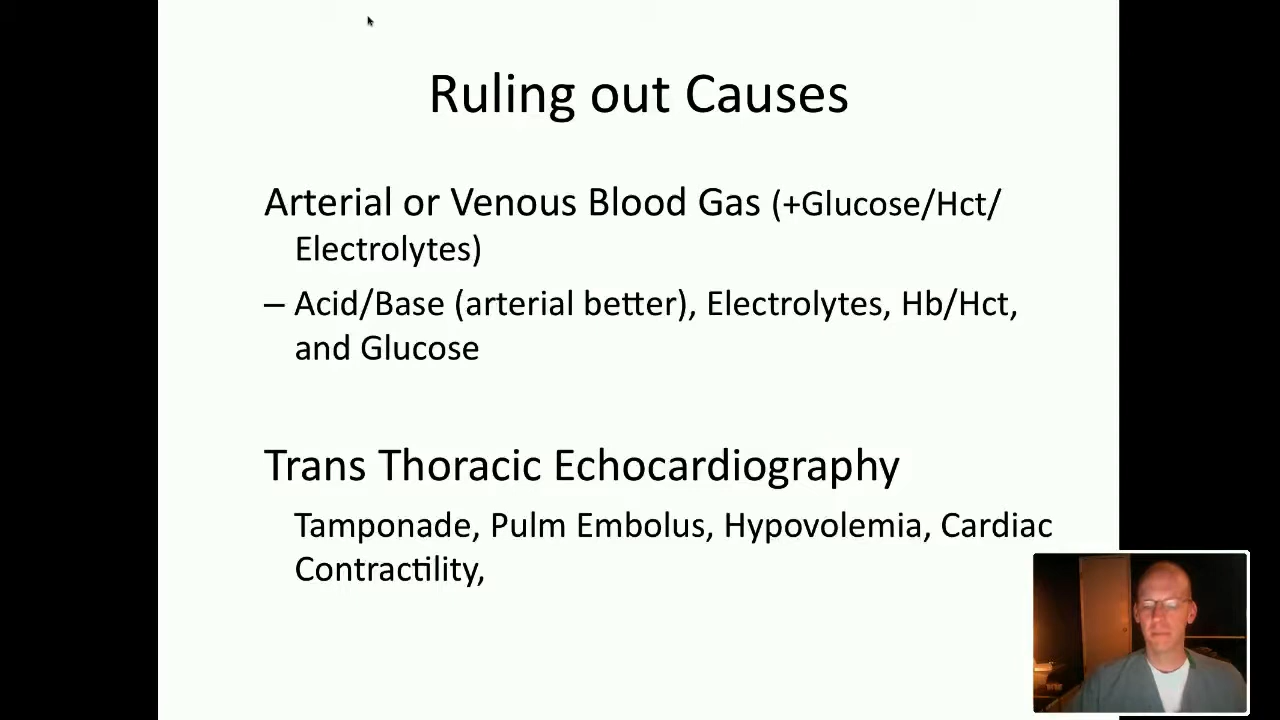 Ruling out Causes
Arterial or Venous Blood Gas (+Glucose/Hct/
Electrolytes)
– Acid/Base (arterial better), Electrolytes, Hb/Hct,
and Glucose
Trans Thoracic Echocardiography
Tamponade, Pulm Embolus, Hypovolemia, Cardiac
Contractility,